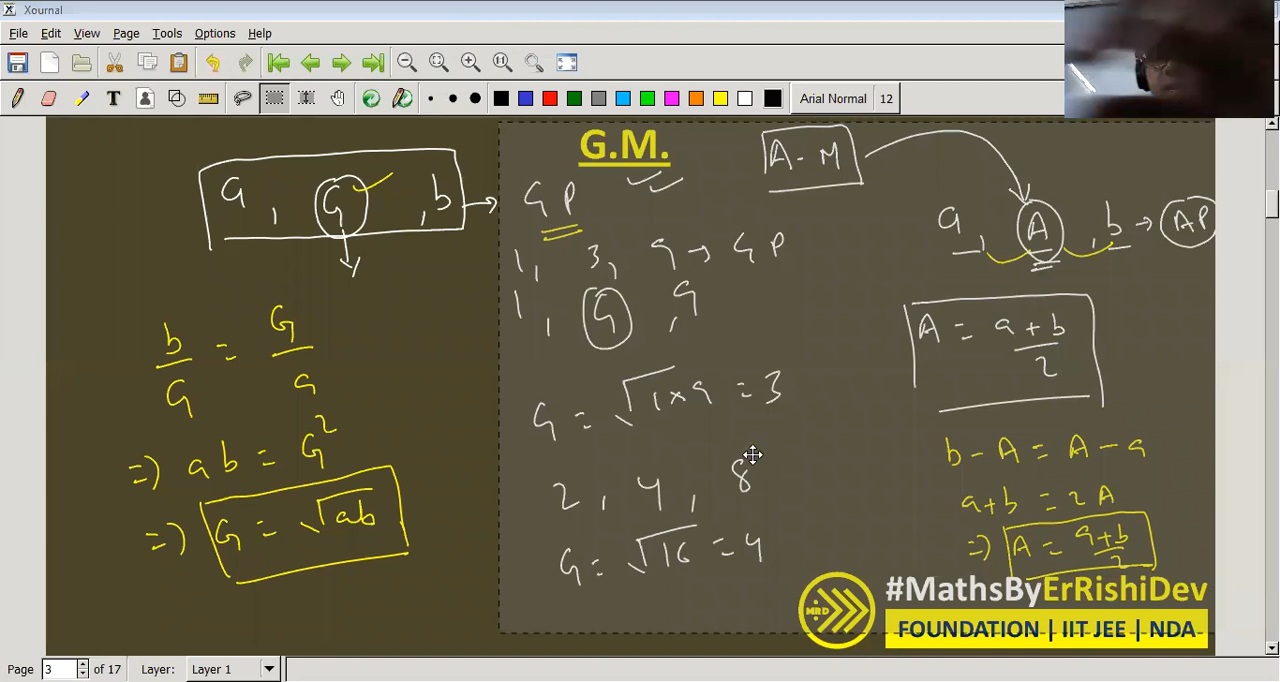 Xournal
File Edit View Page Tools Options Help
Arial Normal 12
G.M.
A - M
a, G, b →
GP
a, A, b → AP
1, 3, 9 → GP
1, G, 9
A = a + b / 2
b / G = G / a
G = √1×9 = 3
=) ab = G²
b - A = A - a
2, 4, 8
a+b = 2A
=) G = √ab
G = √16 = 4
=) A = a+b / 2
#MathsByErRishiDev
MRD
FOUNDATION | IIT JEE | NDA
Page 3 of 17 Layer: Layer 1